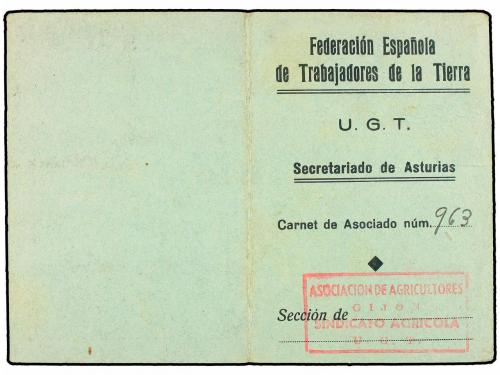 Federación Española
de Trabajadores de la Tierra
U. G. T.
Secretariado de Asturias
Carnet de Asociado núm. 963
ASOCIACION DE AGRICULTORES
GIJON
Sección de
SINDICATO AGRICOLA
U. G. T.